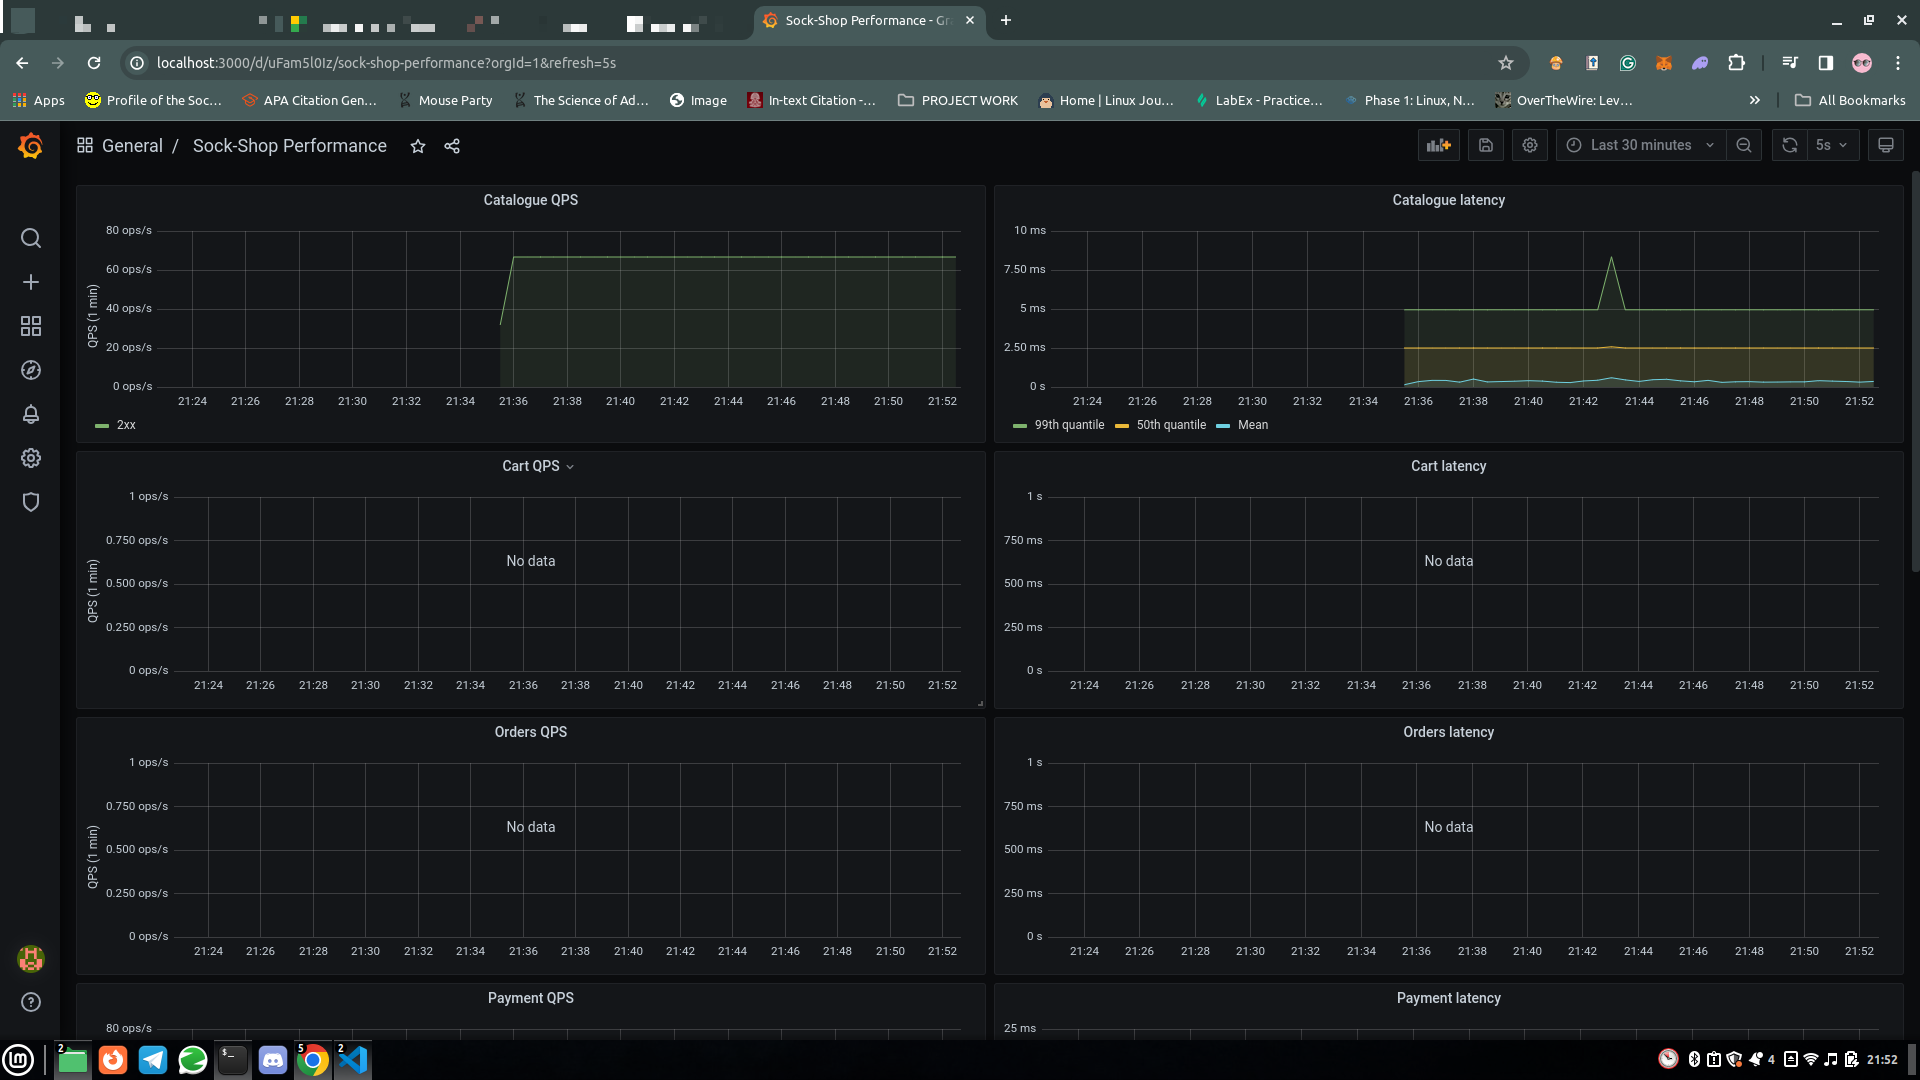 Sock-Shop Performance - Gr
localhost:3000/d/uFam5l0Iz/sock-shop-performance?orgId=1&refresh=5s
Apps Profile of the Soc... APA Citation Gen... Mouse Party The Science of Ad... Image In-text Citation -... PROJECT WORK Home | Linux Jou... LabEx - Practice... Phase 1: Linux, N... OverTheWire: Lev... All Bookmarks
General / Sock-Shop Performance Last 30 minutes 5s
Catalogue QPS
80 ops/s
60 ops/s
40 ops/s
20 ops/s
0 ops/s
QPS (1 min)
21:24 21:26 21:28 21:30 21:32 21:34 21:36 21:38 21:40 21:42 21:44 21:46 21:48 21:50 21:52
2xx
Catalogue latency
10 ms
7.50 ms
5 ms
2.50 ms
0 s
21:24 21:26 21:28 21:30 21:32 21:34 21:36 21:38 21:40 21:42 21:44 21:46 21:48 21:50 21:52
99th quantile 50th quantile Mean
Cart QPS
1 ops/s
0.750 ops/s
0.500 ops/s
0.250 ops/s
0 ops/s
QPS (1 min)
No data
21:24 21:26 21:28 21:30 21:32 21:34 21:36 21:38 21:40 21:42 21:44 21:46 21:48 21:50 21:52
Cart latency
1 s
750 ms
500 ms
250 ms
0 s
No data
21:24 21:26 21:28 21:30 21:32 21:34 21:36 21:38 21:40 21:42 21:44 21:46 21:48 21:50 21:52
Orders QPS
1 ops/s
0.750 ops/s
0.500 ops/s
0.250 ops/s
0 ops/s
QPS (1 min)
No data
21:24 21:26 21:28 21:30 21:32 21:34 21:36 21:38 21:40 21:42 21:44 21:46 21:48 21:50 21:52
Orders latency
1 s
750 ms
500 ms
250 ms
0 s
No data
21:24 21:26 21:28 21:30 21:32 21:34 21:36 21:38 21:40 21:42 21:44 21:46 21:48 21:50 21:52
Payment QPS
80 ops/s
Payment latency
25 ms
2 5 2 4 21:52